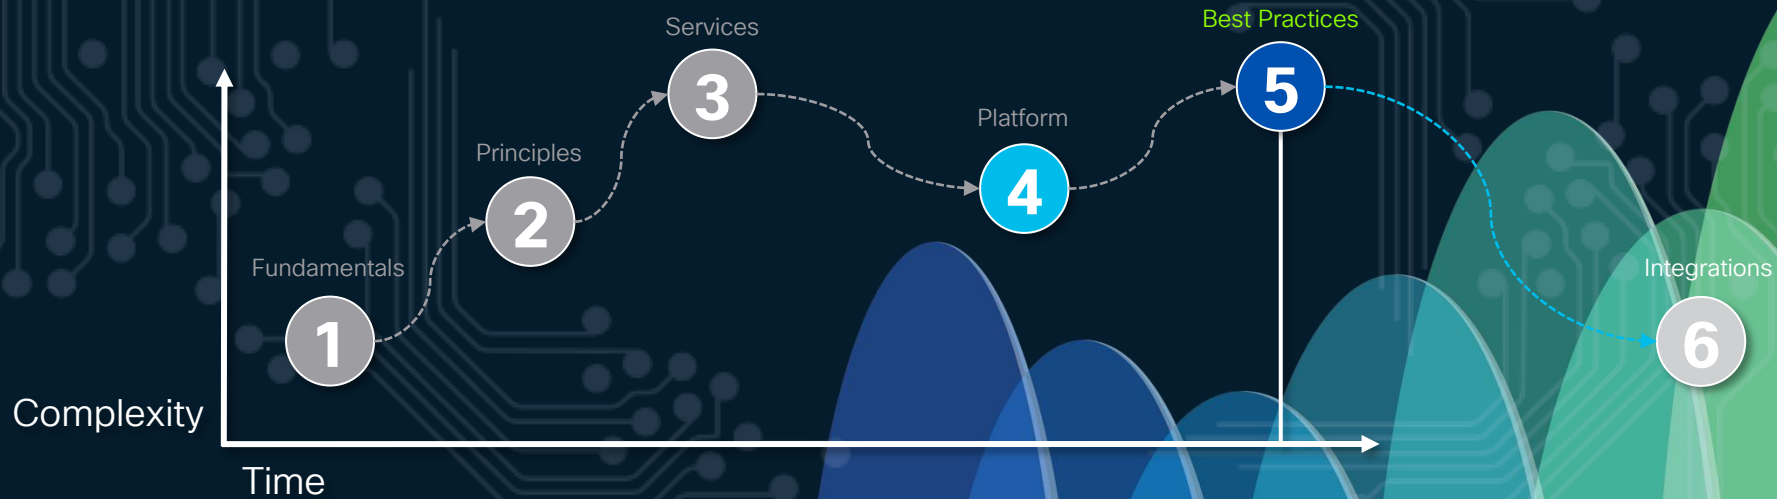 Services
Best Practices
3
5
Platform
Principles
4
2
Fundamentals
Integrations
1
6
Complexity
Time